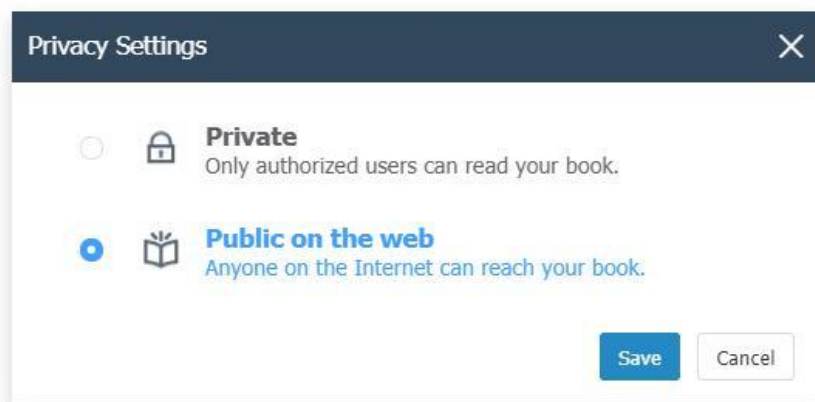 Privacy Settings
Private
Only authorized users can read your book.
Public on the web
Anyone on the Internet can reach your book.
Save Cancel